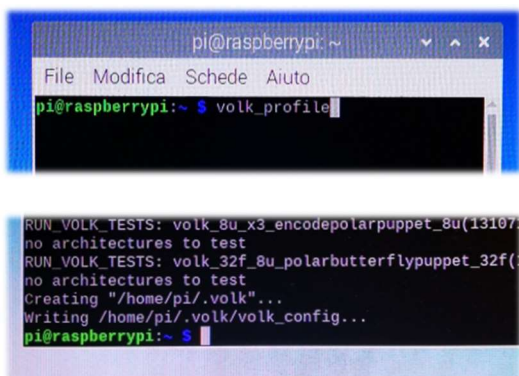 pi@raspberrypi: ~
File Modifica Schede Aiuto
pi@raspberrypi:~ $ volk_profile
RUN_VOLK_TESTS: volk_8u_x3_encodepolarpuppet_8u(13107
no architectures to test
RUN_VOLK_TESTS: volk_32f_8u_polarbutterflypuppet_32f(1
no architectures to test
Creating "/home/pi/.volk"...
Writing /home/pi/.volk/volk_config...
pi@raspberrypi:~ $